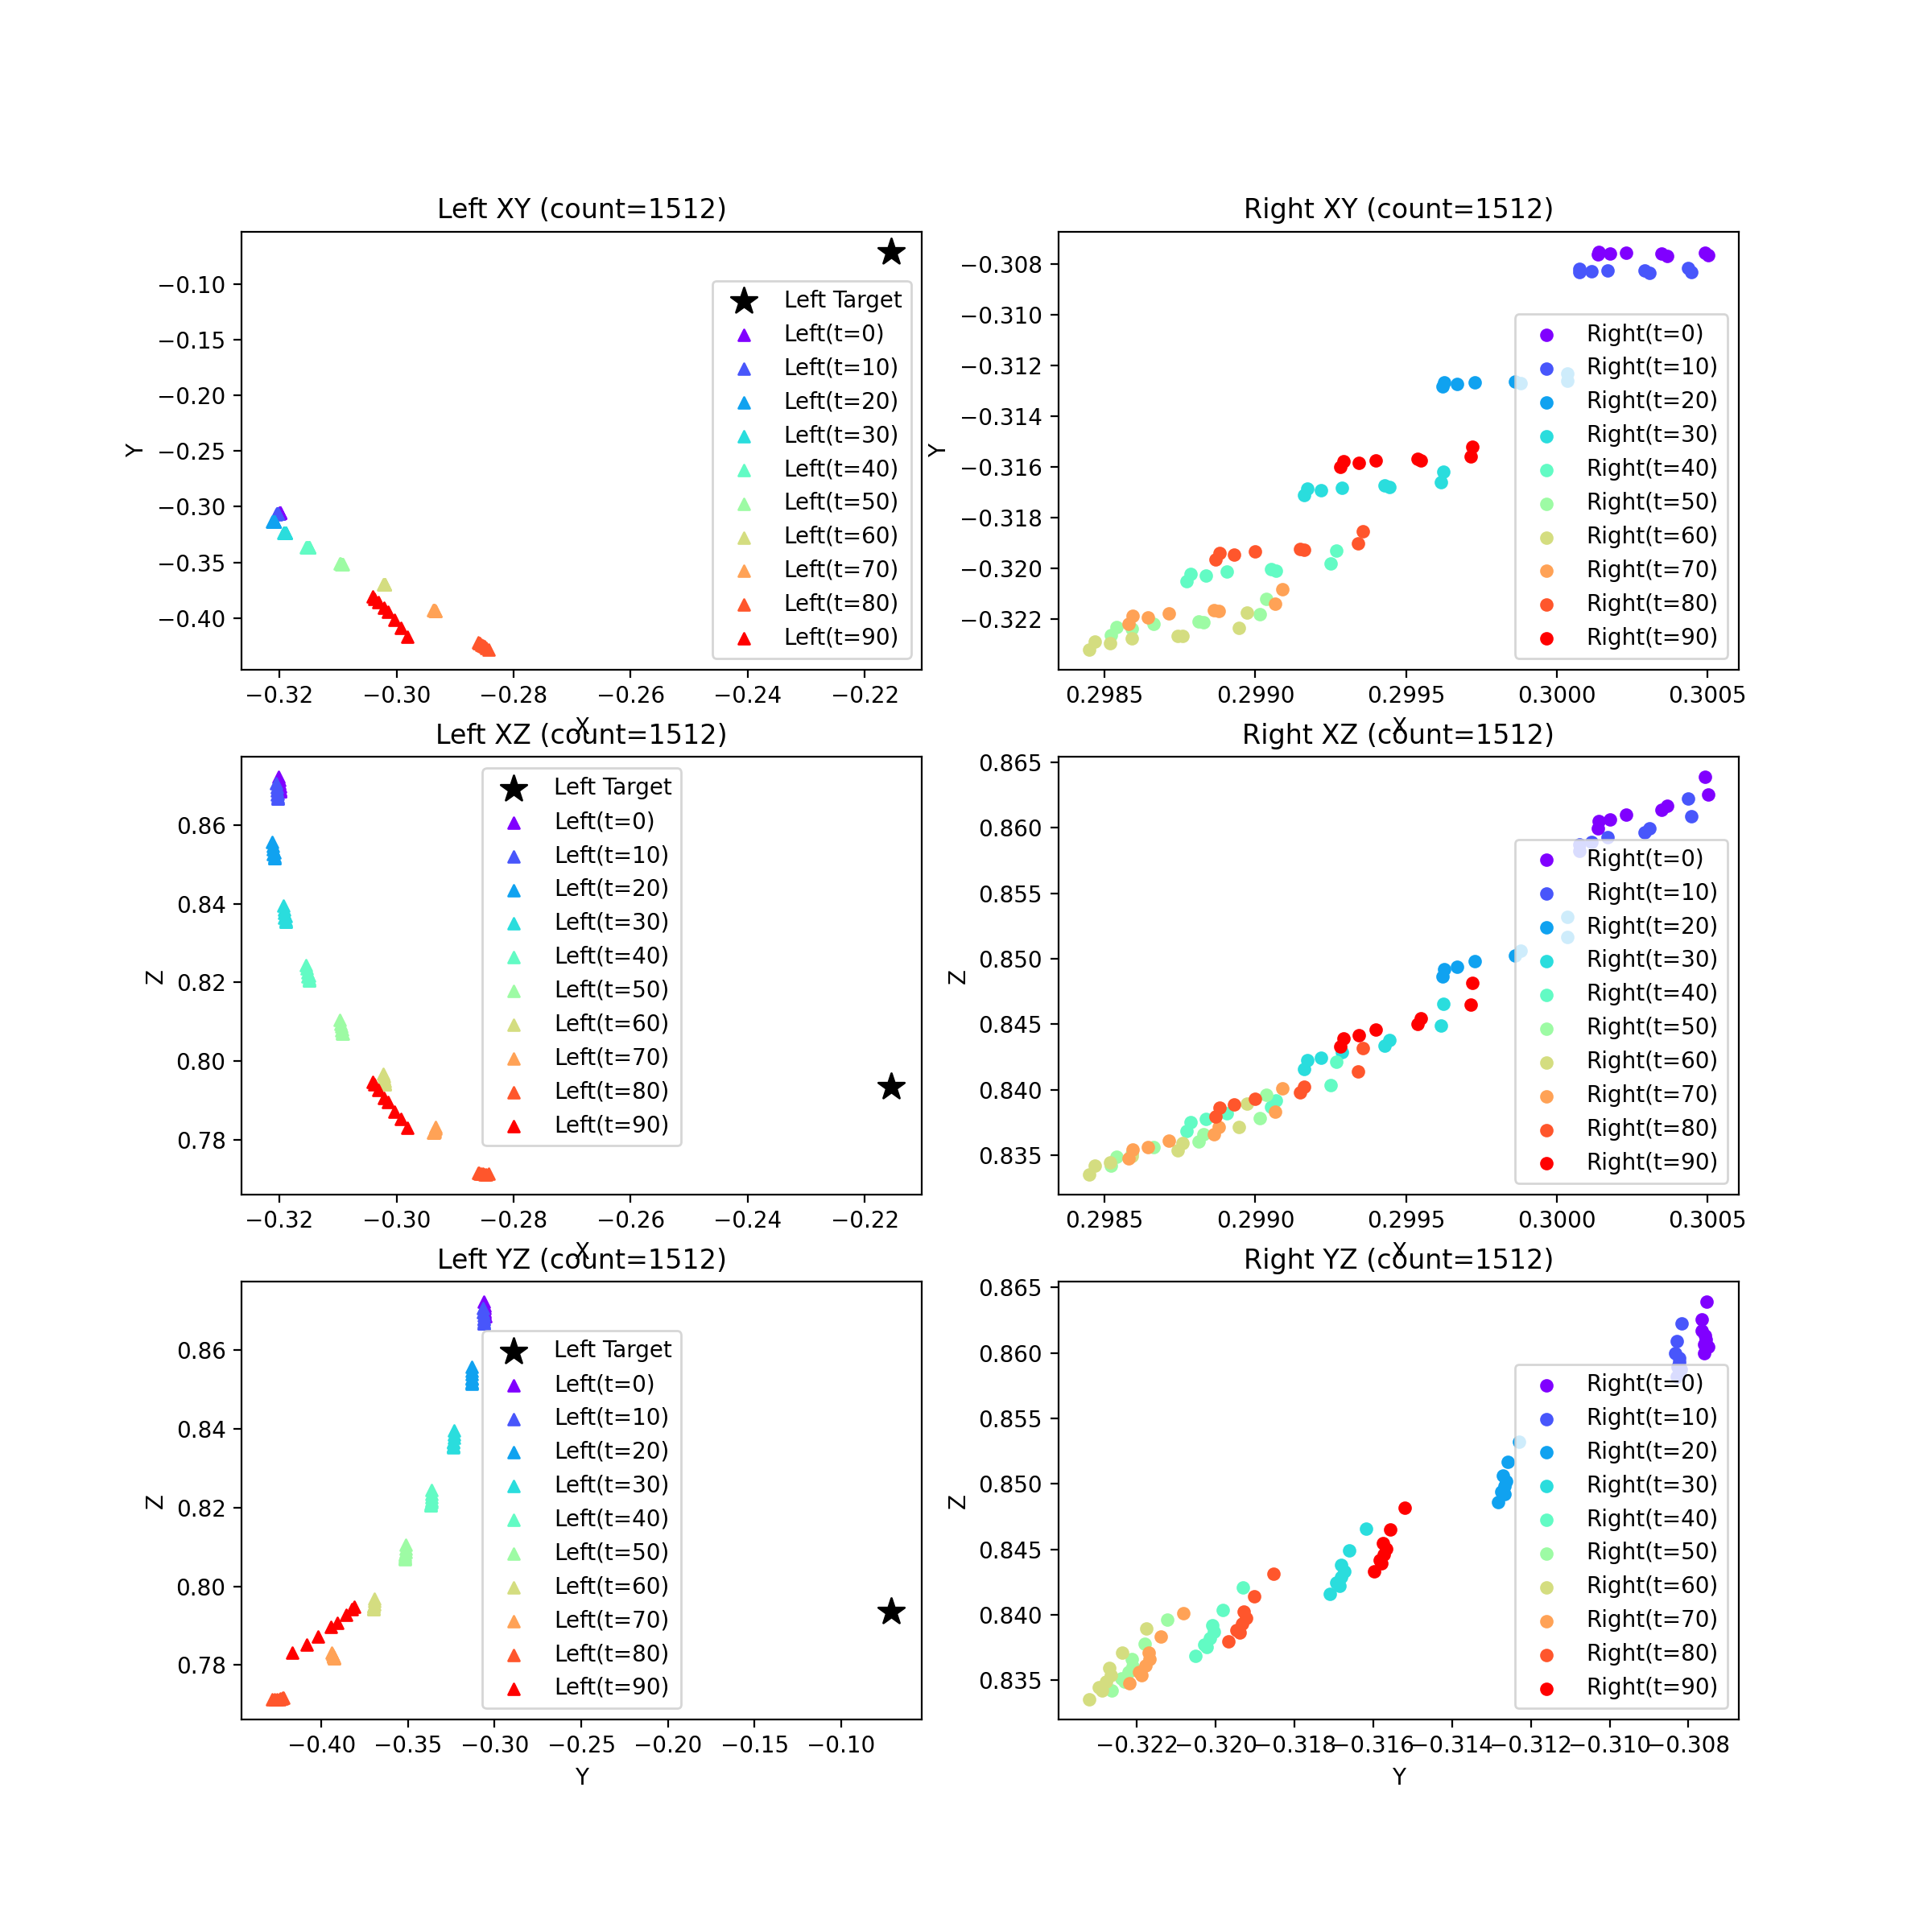 Left XY (count=1512)
Y
−0.10
−0.15
−0.20
−0.25
−0.30
−0.35
−0.40
Left Target
Left(t=0)
Left(t=10)
Left(t=20)
Left(t=30)
Left(t=40)
Left(t=50)
Left(t=60)
Left(t=70)
Left(t=80)
Left(t=90)
−0.32 −0.30 −0.28 −0.26 −0.24 −0.22
X
Right XY (count=1512)
Y
−0.308
−0.310
−0.312
−0.314
−0.316
−0.318
−0.320
−0.322
Right(t=0)
Right(t=10)
Right(t=20)
Right(t=30)
Right(t=40)
Right(t=50)
Right(t=60)
Right(t=70)
Right(t=80)
Right(t=90)
0.2985 0.2990 0.2995 0.3000 0.3005
X
Left XZ (count=1512)
Z
0.86
0.84
0.82
0.80
0.78
Left Target
Left(t=0)
Left(t=10)
Left(t=20)
Left(t=30)
Left(t=40)
Left(t=50)
Left(t=60)
Left(t=70)
Left(t=80)
Left(t=90)
−0.32 −0.30 −0.28 −0.26 −0.24 −0.22
X
Right XZ (count=1512)
Z
0.865
0.860
0.855
0.850
0.845
0.840
0.835
Right(t=0)
Right(t=10)
Right(t=20)
Right(t=30)
Right(t=40)
Right(t=50)
Right(t=60)
Right(t=70)
Right(t=80)
Right(t=90)
0.2985 0.2990 0.2995 0.3000 0.3005
X
Left YZ (count=1512)
Z
0.86
0.84
0.82
0.80
0.78
Left Target
Left(t=0)
Left(t=10)
Left(t=20)
Left(t=30)
Left(t=40)
Left(t=50)
Left(t=60)
Left(t=70)
Left(t=80)
Left(t=90)
−0.40 −0.35 −0.30 −0.25 −0.20 −0.15 −0.10
Y
Right YZ (count=1512)
Z
0.865
0.860
0.855
0.850
0.845
0.840
0.835
Right(t=0)
Right(t=10)
Right(t=20)
Right(t=30)
Right(t=40)
Right(t=50)
Right(t=60)
Right(t=70)
Right(t=80)
Right(t=90)
−0.322 −0.320 −0.318 −0.316 −0.314 −0.312 −0.310 −0.308
Y